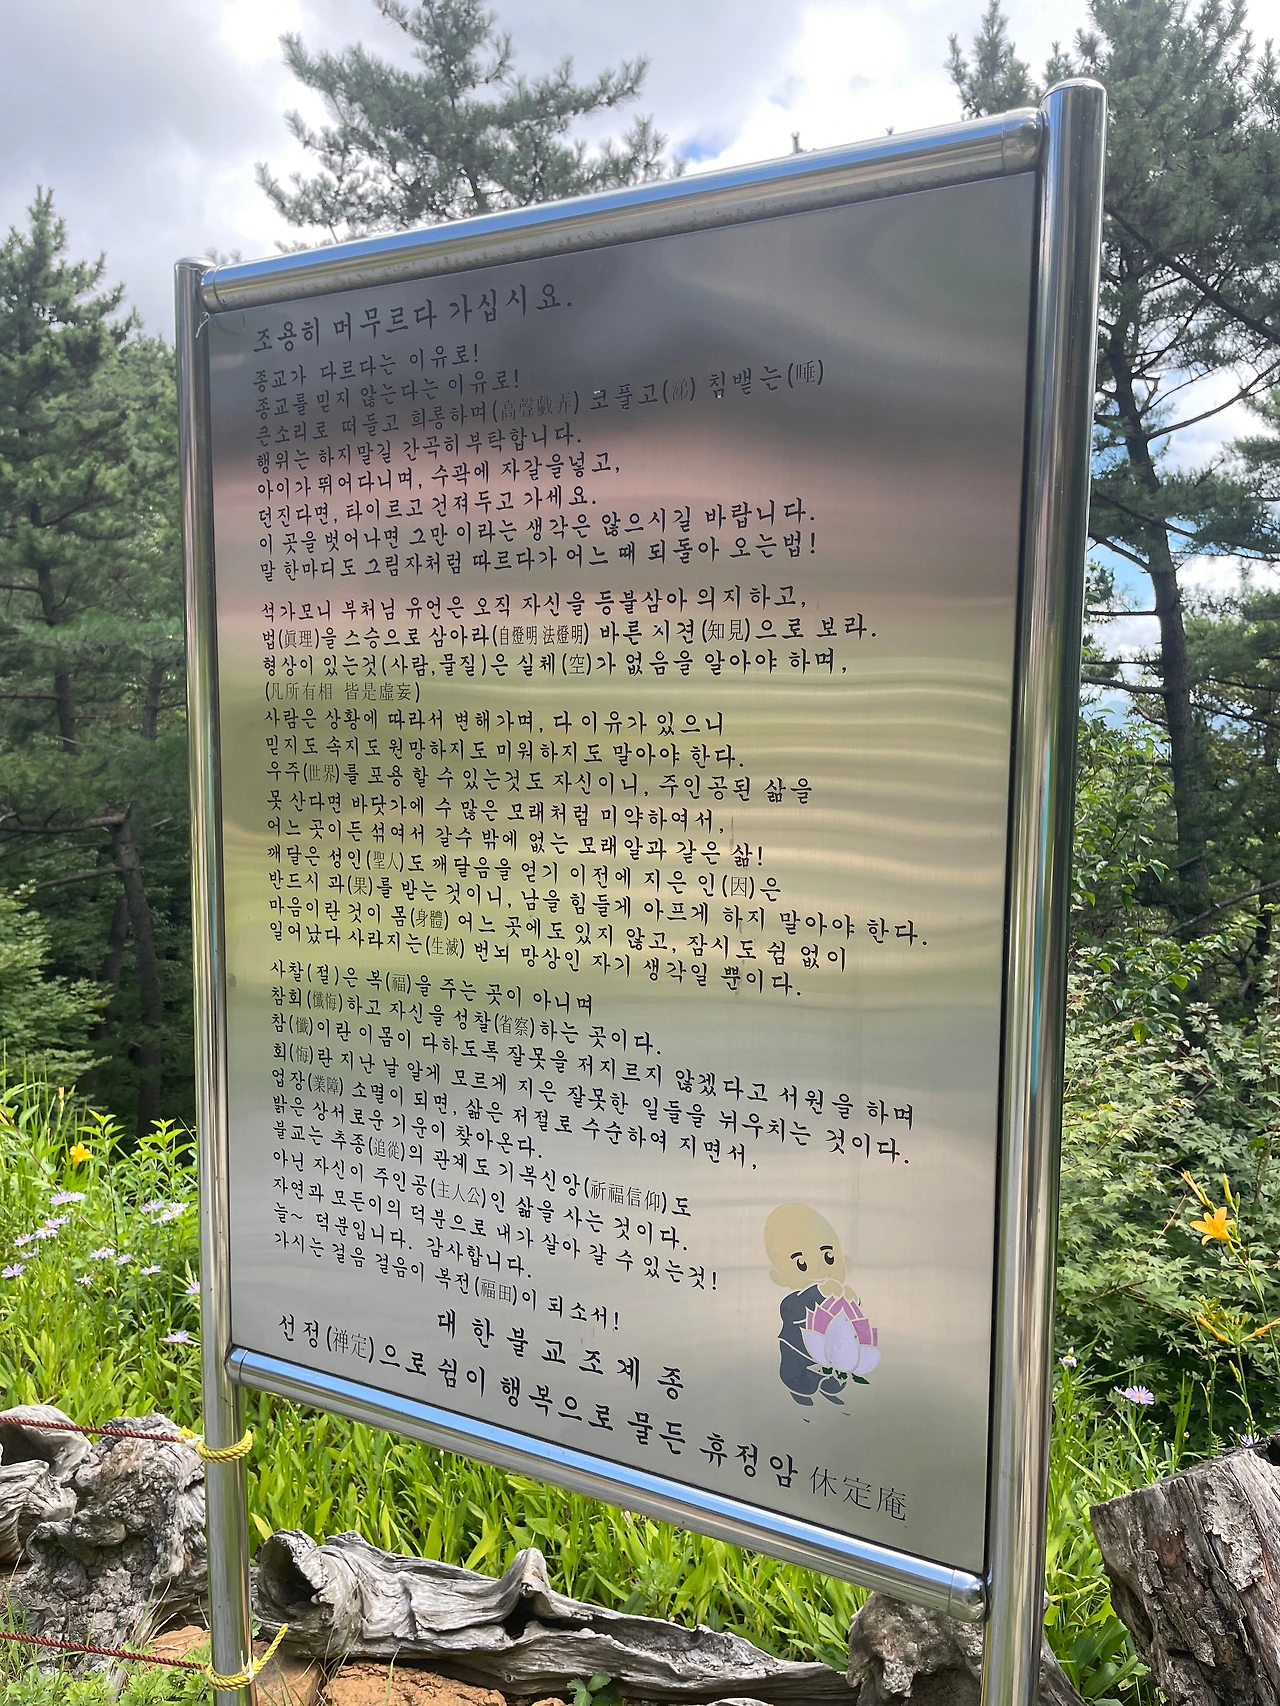 조용히 머무르다 가십시요.
종교가 다르다는 이유로!
종교를 믿지 않는다는 이유로!
큰소리로 떠들고 희롱하며(高聲戱弄) 코풀고(涕) 침뱉는(唾)
행위는 하지말길 간곡히 부탁합니다.
아이가 뛰어다니며, 수곽에 자갈을넣고,
던진다면, 타이르고 건져두고 가세요.
이 곳을 벗어나면 그만 이라는 생각은 않으시길 바랍니다.
말 한마디도 그림자처럼 따르다가 어느 때 되돌아 오는법!
석가모니 부처님 유언은 오직 자신을 등불삼아 의지하고,
법(眞理)을 스승으로 삼아라(自燈明 法燈明) 바른 지견(知見)으로 보라.
형상이 있는것(사람,물질)은 실체(空)가 없음을 알아야 하며,
(凡所有相 皆是虛妄)
사람은 상황에 따라서 변해가며, 다 이유가 있으니
믿지도 속지도 원망하지도 미워하지도 말아야 한다.
우주(世界)를 포용 할 수 있는것도 자신이니, 주인공된 삶을
못 산다면 바닷가에 수 많은 모래처럼 미약하여서,
어느 곳이든 섞여서 갈수 밖에 없는 모래알과 같은 삶!
깨달은 성인(聖人)도 깨달음을 얻기 이전에 지은 인(因)은
반드시 과(果)를 받는 것이니, 남을 힘들게 아프게 하지 말아야 한다.
마음이란 것이 몸(身體) 어느 곳에도 있지 않고, 잠시도 쉼 없이
일어났다 사라지는(生滅) 번뇌 망상인 자기 생각일 뿐이다.
사찰(절)은 복(福)을 주는 곳이 아니며
참회(懺悔)하고 자신을 성찰(省察)하는 곳이다.
참(懺)이란 이몸이 다하도록 잘못을 저지르지 않겠다고 서원을 하며
회(悔)란 지난 날 알게 모르게 지은 잘못한 일들을 뉘우치는 것이다.
업장(業障) 소멸이 되면, 삶은 저절로 수순하여 지면서,
밝은 상서로운 기운이 찾아온다.
불교는 추종(追從)의 관계도 기복신앙(祈福信仰)도
아닌 자신이 주인공(主人公)인 삶을 사는 것이다.
자연과 모든이의 덕분으로 내가 살아 갈 수 있는것!
늘~ 덕분입니다. 감사합니다.
가시는 걸음 걸음이 복전(福田)이 되소서!
대한불교조계종
선정(禅定)으로 쉼이 행복으로 물든 휴정암 休定庵